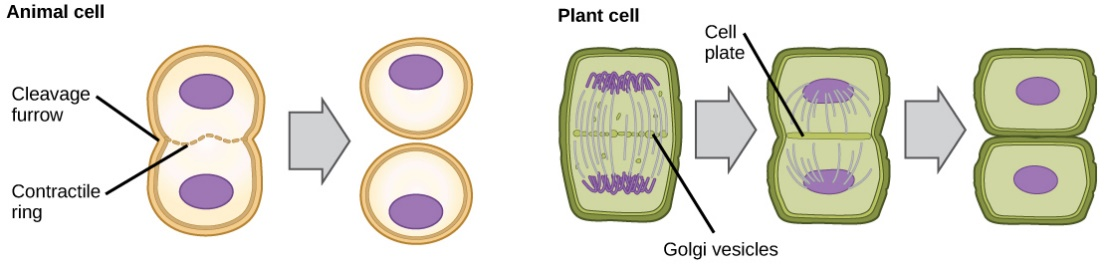 Animal cell
Cleavage
furrow
Contractile
ring
Plant cell
Cell
plate
Golgi vesicles